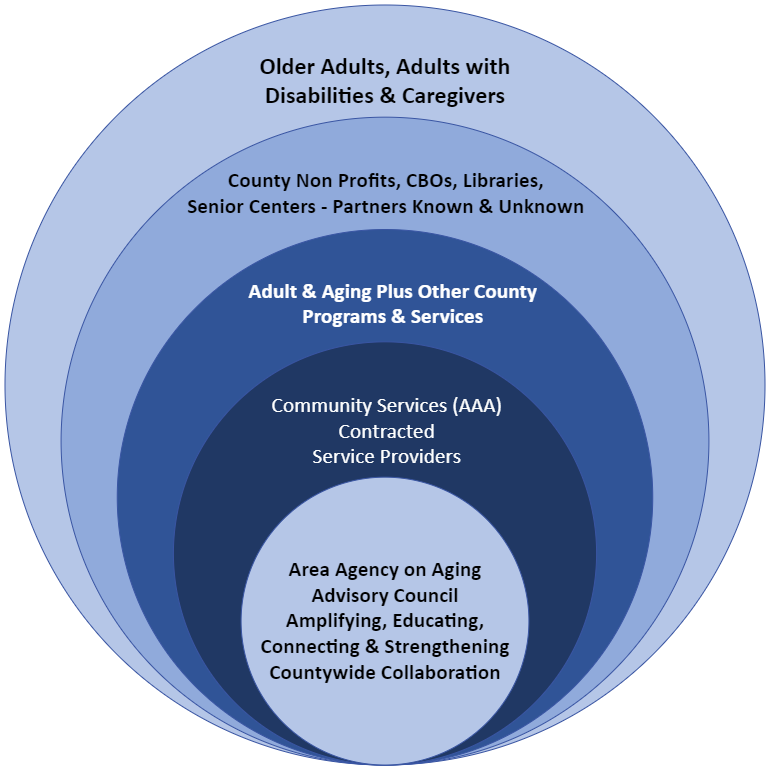 Older Adults, Adults with
Disabilities & Caregivers
County Non Profits, CBOs, Libraries,
Senior Centers - Partners Known & Unknown
Adult & Aging Plus Other County
Programs & Services
Community Services (AAA)
Contracted
Service Providers
Area Agency on Aging
Advisory Council
Amplifying, Educating,
Connecting & Strengthening
Countywide Collaboration